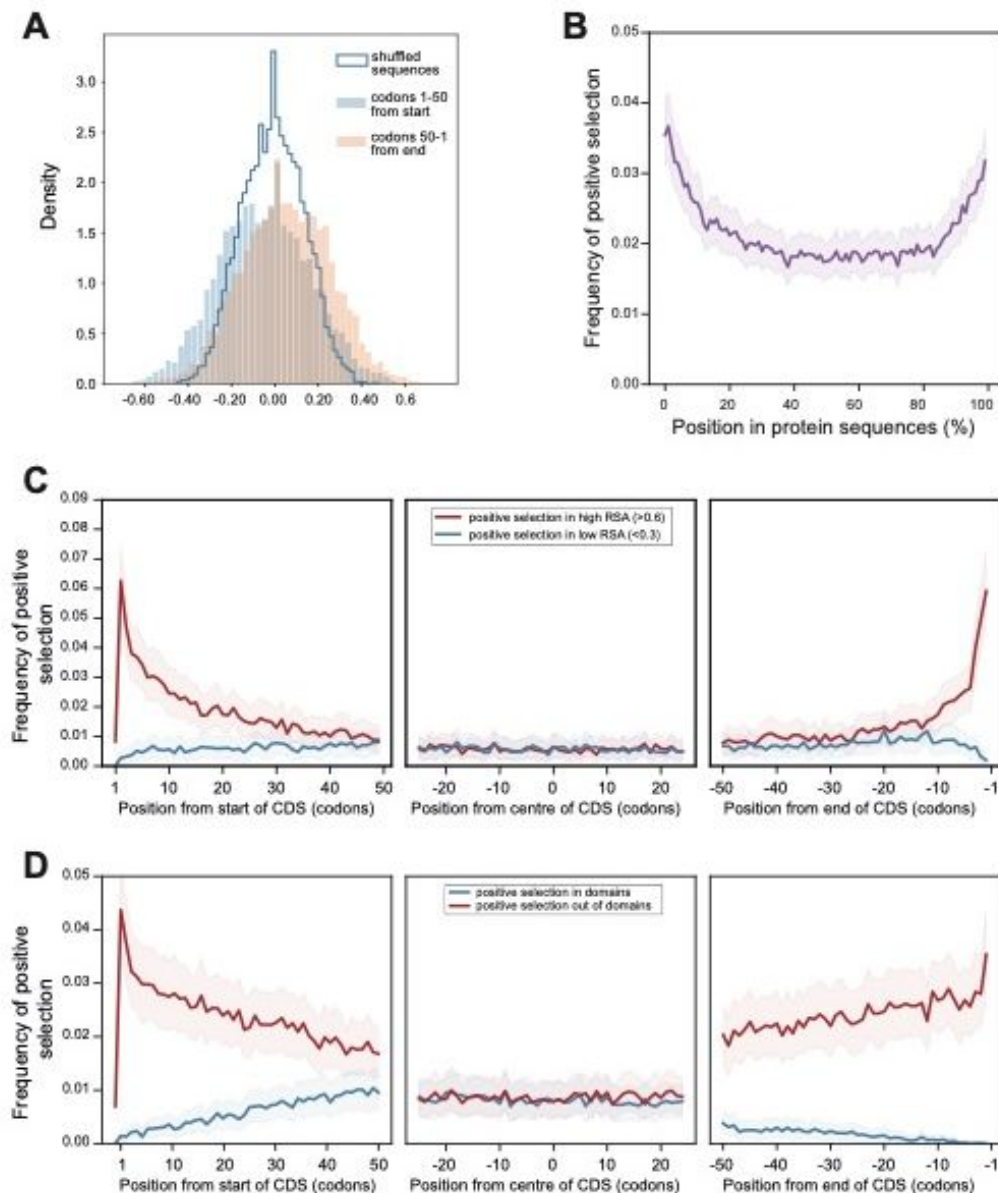 A
shuffled
sequences
codons 1-50
from start
codons 50-1
from end
Density
3.0
2.5
2.0
1.5
1.0
0.5
0.0
-0.60 -0.40 -0.20 0.00 0.20 0.40 0.6
B
Frequency of positive selection
0.05
0.04
0.03
0.02
0.01
0.00
0 20 40 60 80 100
Position in protein sequences (%)
C
Frequency of positive
selection
0.09
0.08
0.07
0.06
0.05
0.04
0.03
0.02
0.01
0.00
1 10 20 30 40 50
Position from start of CDS (codons)
positive selection in high RSA (>0.6)
positive selection in low RSA (<0.3)
-20 -10 0 10 20
Position from centre of CDS (codons)
-50 -40 -30 -20 -10 -1
Position from end of CDS (codons)
D
Frequency of positive
selection
0.05
0.04
0.03
0.02
0.01
0.00
1 10 20 30 40 50
Position from start of CDS (codons)
positive selection in domains
positive selection out of domains
-20 -10 0 10 20
Position from centre of CDS (codons)
-50 -40 -30 -20 -10 -1
Position from end of CDS (codons)